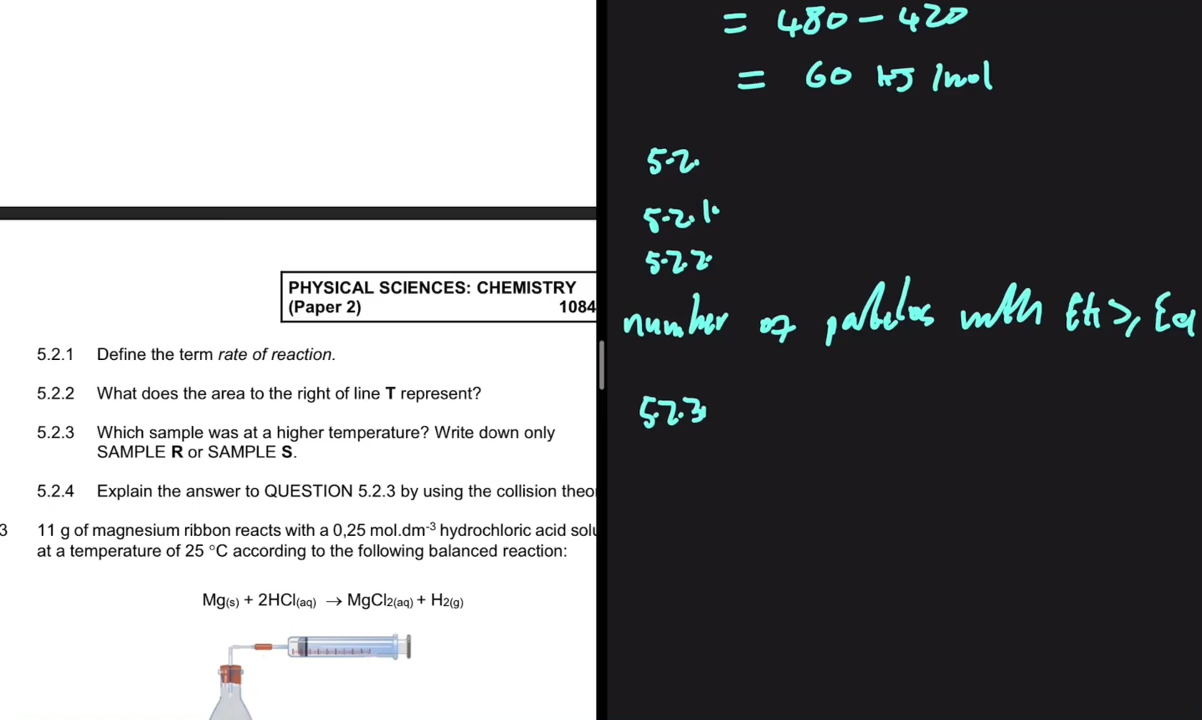 PHYSICAL SCIENCES: CHEMISTRY
(Paper 2) 1084
5.2.1 Define the term rate of reaction.
5.2.2 What does the area to the right of line T represent?
5.2.3 Which sample was at a higher temperature? Write down only
SAMPLE R or SAMPLE S.
5.2.4 Explain the answer to QUESTION 5.2.3 by using the collision theo
3 11 g of magnesium ribbon reacts with a 0,25 mol.dm-3 hydrochloric acid solu
at a temperature of 25 °C according to the following balanced reaction:
Mg(s) + 2HCl(aq) → MgCl2(aq) + H2(g)
= 480 - 420
= 60 kJ/mol
5.2.
5.2.1.
5.2.2.
number of with
5.2.3.